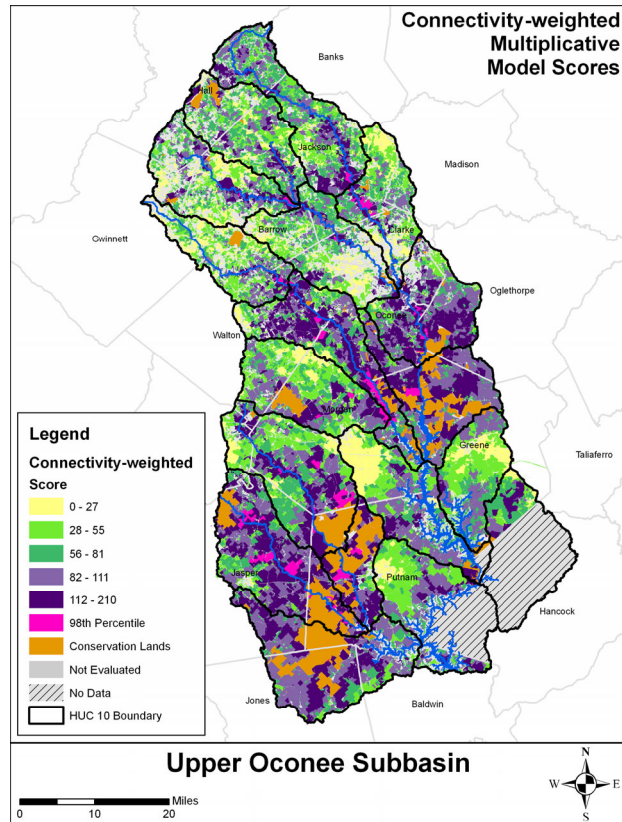 Connectivity-weighted
Multiplicative
Model Scores
Banks
Hall
Jackson
Madison
Gwinnett
Barrow
Clarke
Oglethorpe
Oconee
Walton
Morgan
Greene
Taliaferro
Jasper
Putnam
Hancock
Jones
Baldwin
Legend
Connectivity-weighted
Score
0 - 27
28 - 55
56 - 81
82 - 111
112 - 210
98th Percentile
Conservation Lands
Not Evaluated
No Data
HUC 10 Boundary
Upper Oconee Subbasin
Miles
0 10 20
N
W E
S